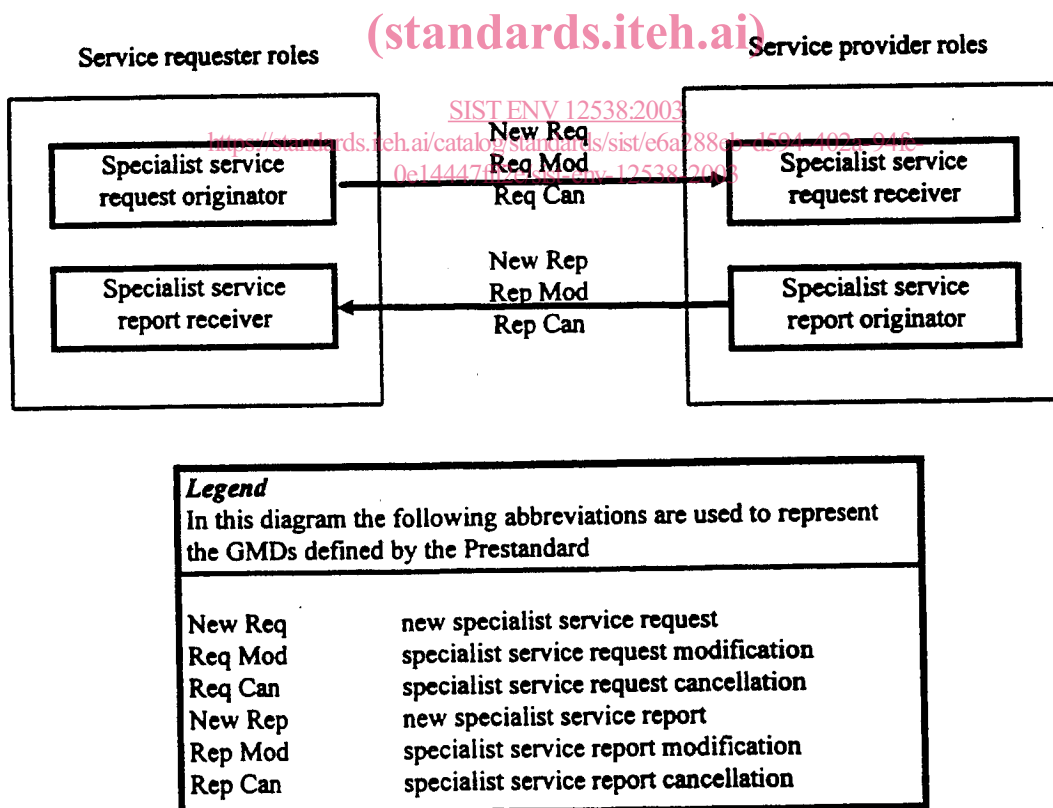 (standards.iteh.ai)
Service requester roles
Service provider roles
SIST ENV 12538:2003
New Req
Req Mod
Req Can
Specialist service
request originator
Specialist service
request receiver
New Rep
Rep Mod
Rep Can
Specialist service
report receiver
Specialist service
report originator
Legend
In this diagram the following abbreviations are used to represent
the GMDs defined by the Prestandard
New Req new specialist service request
Req Mod specialist service request modification
Req Can specialist service request cancellation
New Rep new specialist service report
Rep Mod specialist service report modification
Rep Can specialist service report cancellation